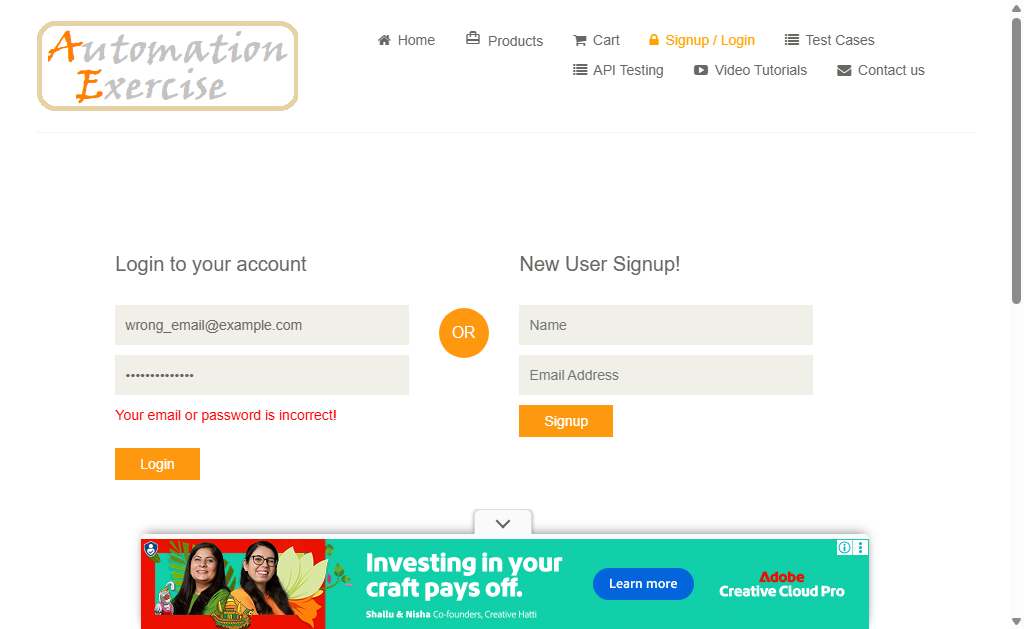 Automation
Exercise
Home
Products
Cart
Signup / Login
Test Cases
API Testing
Video Tutorials
Contact us
Login to your account
wrong_email@example.com
••••••••••••••
Your email or password is incorrect!
Login
OR
New User Signup!
Name
Email Address
Signup
Investing in your
craft pays off.
Shallu & Nisha Co-founders, Creative Hatti
Learn more
Adobe
Creative Cloud Pro